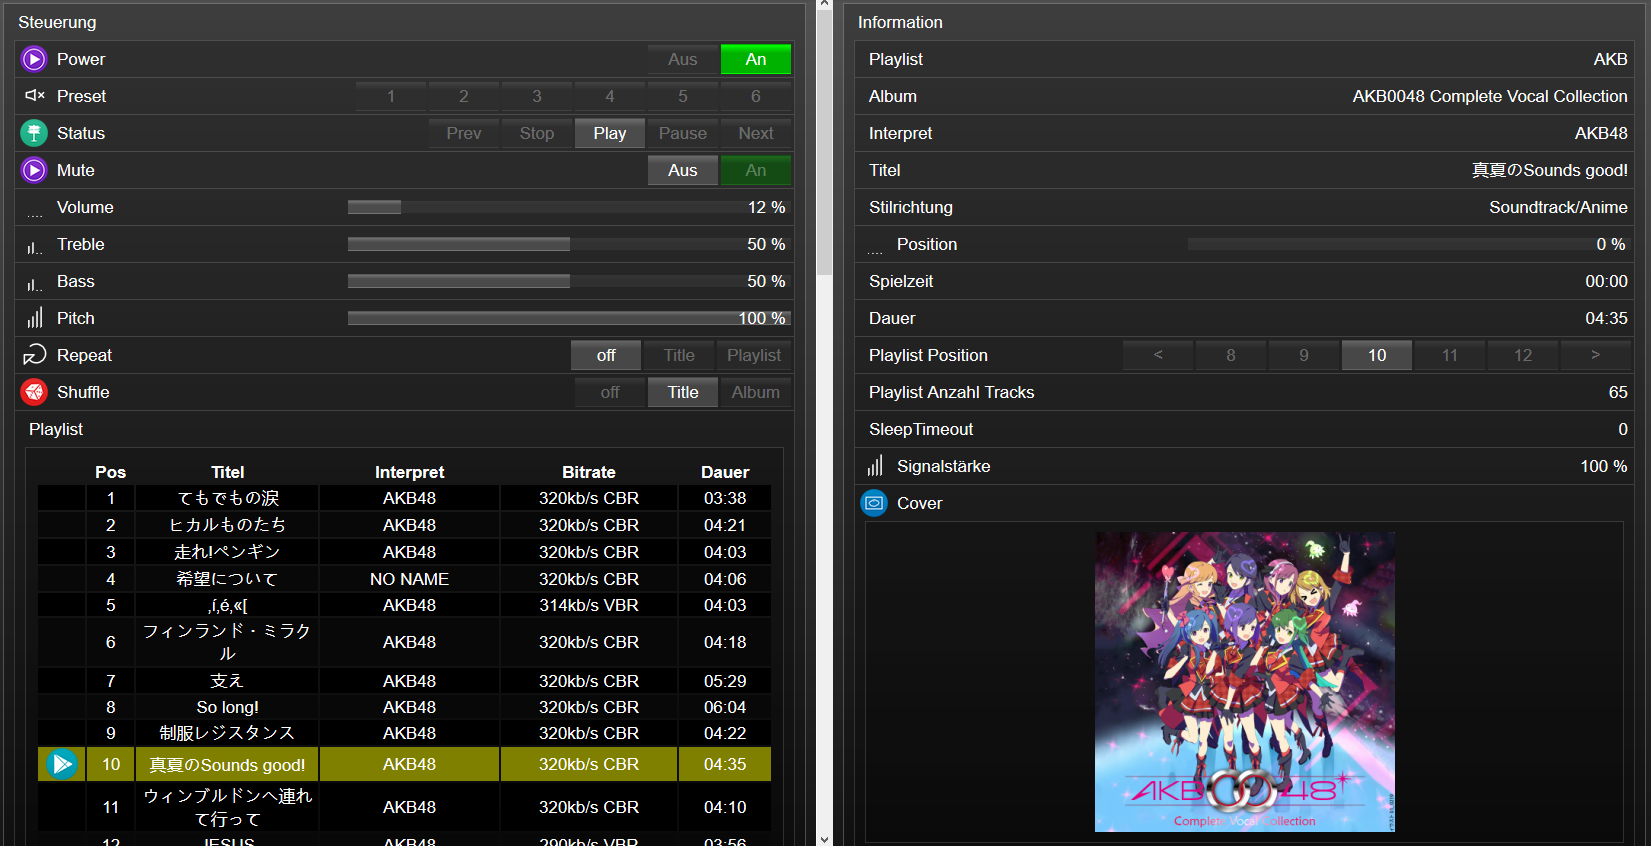 Steuerung
Power Aus An
Preset 1 2 3 4 5 6
Status Prev Stop Play Pause Next
Mute Aus An
Volume 12 %
Treble 50 %
Bass 50 %
Pitch 100 %
Repeat off Title Playlist
Shuffle off Title Album
Playlist
Pos Titel Interpret Bitrate Dauer
1 てもでもの涙 AKB48 320kb/s CBR 03:38
2 ヒカルものたち AKB48 320kb/s CBR 04:21
3 走れ!ペンギン AKB48 320kb/s CBR 04:03
4 希望について NO NAME 320kb/s CBR 04:06
5 ,í,é,«[ AKB48 314kb/s VBR 04:03
6 フィンランド・ミラク
ル AKB48 320kb/s CBR 04:18
7 支え AKB48 320kb/s CBR 05:29
8 So long! AKB48 320kb/s CBR 06:04
9 制服レジスタンス AKB48 320kb/s CBR 04:22
10 真夏のSounds good! AKB48 320kb/s CBR 04:35
11 ウィンブルドンへ連れ
て行って AKB48 320kb/s CBR 04:10
12 JESUS AKB48 290kb/s VBR 03:56
Information
Playlist AKB
Album AKB0048 Complete Vocal Collection
Interpret AKB48
Titel 真夏のSounds good!
Stilrichtung Soundtrack/Anime
Position 0 %
Spielzeit 00:00
Dauer 04:35
Playlist Position < 8 9 10 11 12 >
Playlist Anzahl Tracks 65
SleepTimeout 0
Signalstärke 100 %
Cover
AKB0048
Complete Vocal Collection